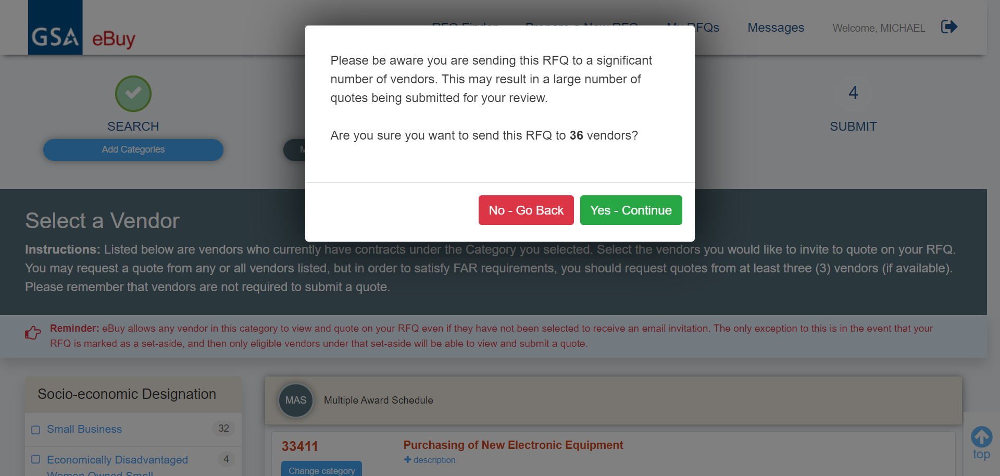 GSA eBuy
Messages
Welcome, MICHAEL
Please be aware you are sending this RFQ to a significant
number of vendors. This may result in a large number of
quotes being submitted for your review.
Are you sure you want to send this RFQ to 36 vendors?
No - Go Back
Yes - Continue
SEARCH
Add Categories
4
SUBMIT
Select a Vendor
Instructions: Listed below are vendors who currently have contracts under the Category you selected. Select the vendors you would like to invite to quote on your RFQ.
You may request a quote from any or all vendors listed, but in order to satisfy FAR requirements, you should request quotes from at least three (3) vendors (if available).
Please remember that vendors are not required to submit a quote.
Reminder: eBuy allows any vendor in this category to view and quote on your RFQ even if they have not been selected to receive an email invitation. The only exception to this is in the event that your
RFQ is marked as a set-aside, and then only eligible vendors under that set-aside will be able to view and submit a quote.
Socio-economic Designation
Small Business 32
Economically Disadvantaged 4
Women Owned Small
MAS Multiple Award Schedule
33411
Purchasing of New Electronic Equipment
description
Change category
top